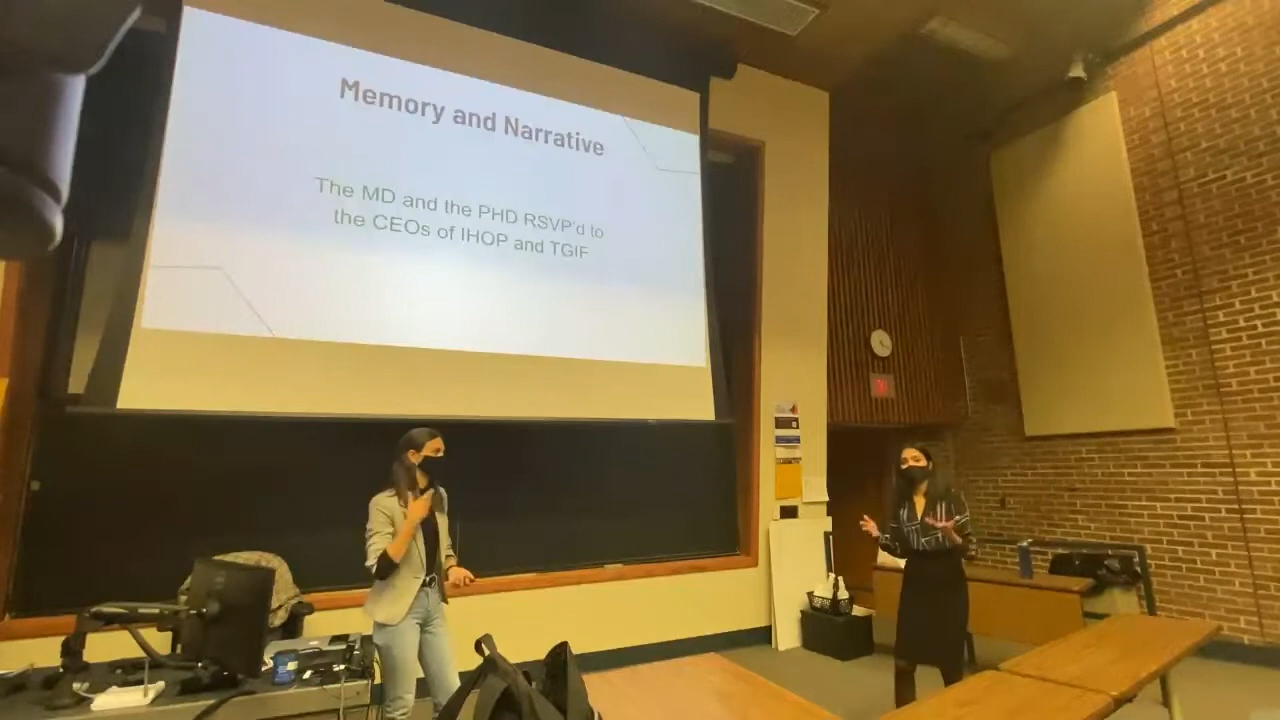 Memory and Narrative
The MD and the PHD RSVP'd to
the CEOs of IHOP and TGIF